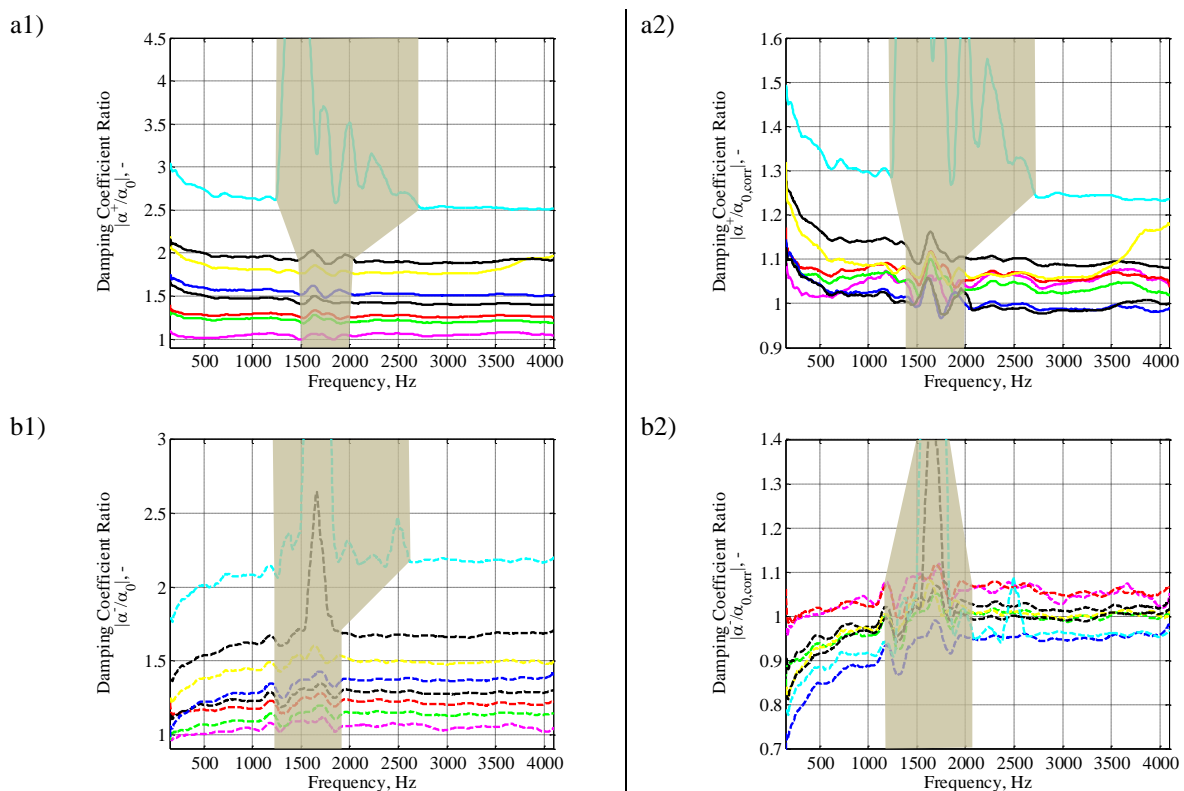 a1)
4.5
4
3.5
3
2.5
2
1.5
1
Damping Coefficient Ratio
|α⁺/α₀|, -
500 1000 1500 2000 2500 3000 3500 4000
Frequency, Hz
a2)
1.6
1.5
1.4
1.3
1.2
1.1
1
0.9
Damping Coefficient Ratio
|α⁺/α₀,corr|, -
500 1000 1500 2000 2500 3000 3500 4000
Frequency, Hz
b1)
3
2.5
2
1.5
1
Damping Coefficient Ratio
|α⁻/α₀|, -
500 1000 1500 2000 2500 3000 3500 4000
Frequency, Hz
b2)
1.4
1.3
1.2
1.1
1
0.9
0.8
0.7
Damping Coefficient Ratio
|α⁻/α₀,corr|, -
500 1000 1500 2000 2500 3000 3500 4000
Frequency, Hz